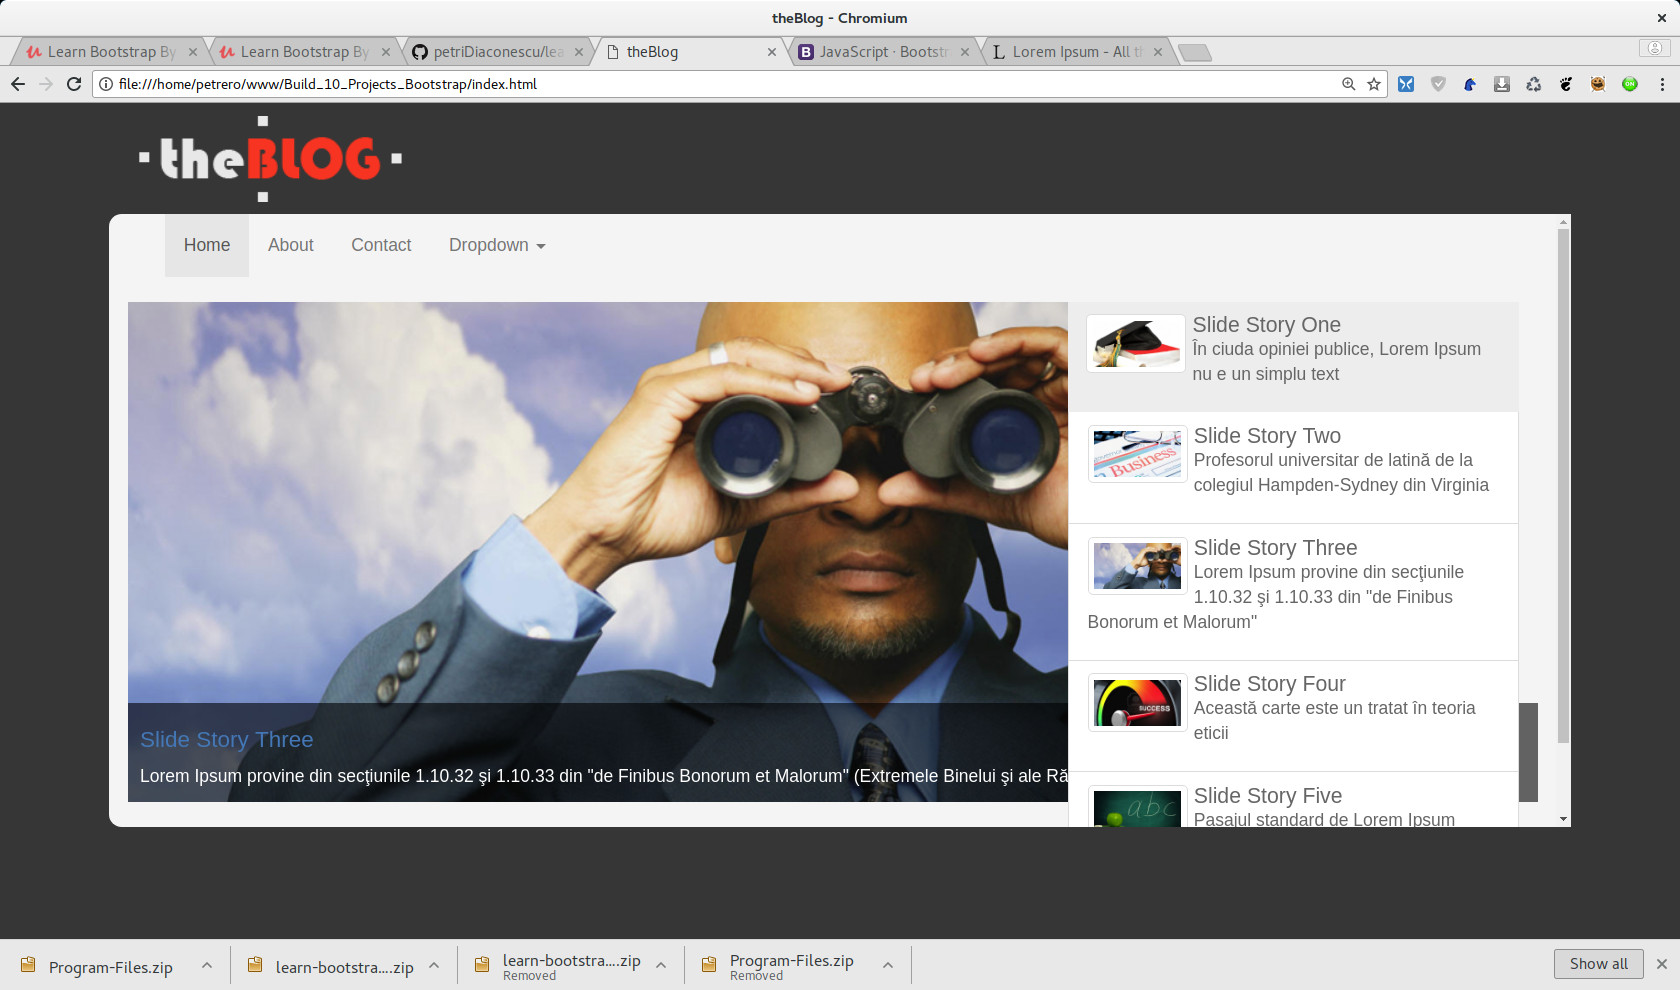 theBlog - Chromium
Learn Bootstrap By
Learn Bootstrap By
petriDiaconescu/lea
theBlog
JavaScript · Bootstr
Lorem Ipsum - All th
file:///home/petrero/www/Build_10_Projects_Bootstrap/index.html
theBLOG
Home
About
Contact
Dropdown
Slide Story One
În ciuda opiniei publice, Lorem Ipsum
nu e un simplu text
Slide Story Two
Profesorul universitar de latină de la
colegiul Hampden-Sydney din Virginia
Business
Slide Story Three
Lorem Ipsum provine din secţiunile
1.10.32 şi 1.10.33 din "de Finibus
Bonorum et Malorum"
Slide Story Four
Această carte este un tratat în teoria
eticii
SUCCESS
Slide Story Five
Pasajul standard de Lorem Ipsum
abc
Slide Story Three
Lorem Ipsum provine din secţiunile 1.10.32 şi 1.10.33 din "de Finibus Bonorum et Malorum" (Extremele Binelui şi ale Ră
Program-Files.zip
learn-bootstra....zip
learn-bootstra....zip
Removed
Program-Files.zip
Removed
Show all